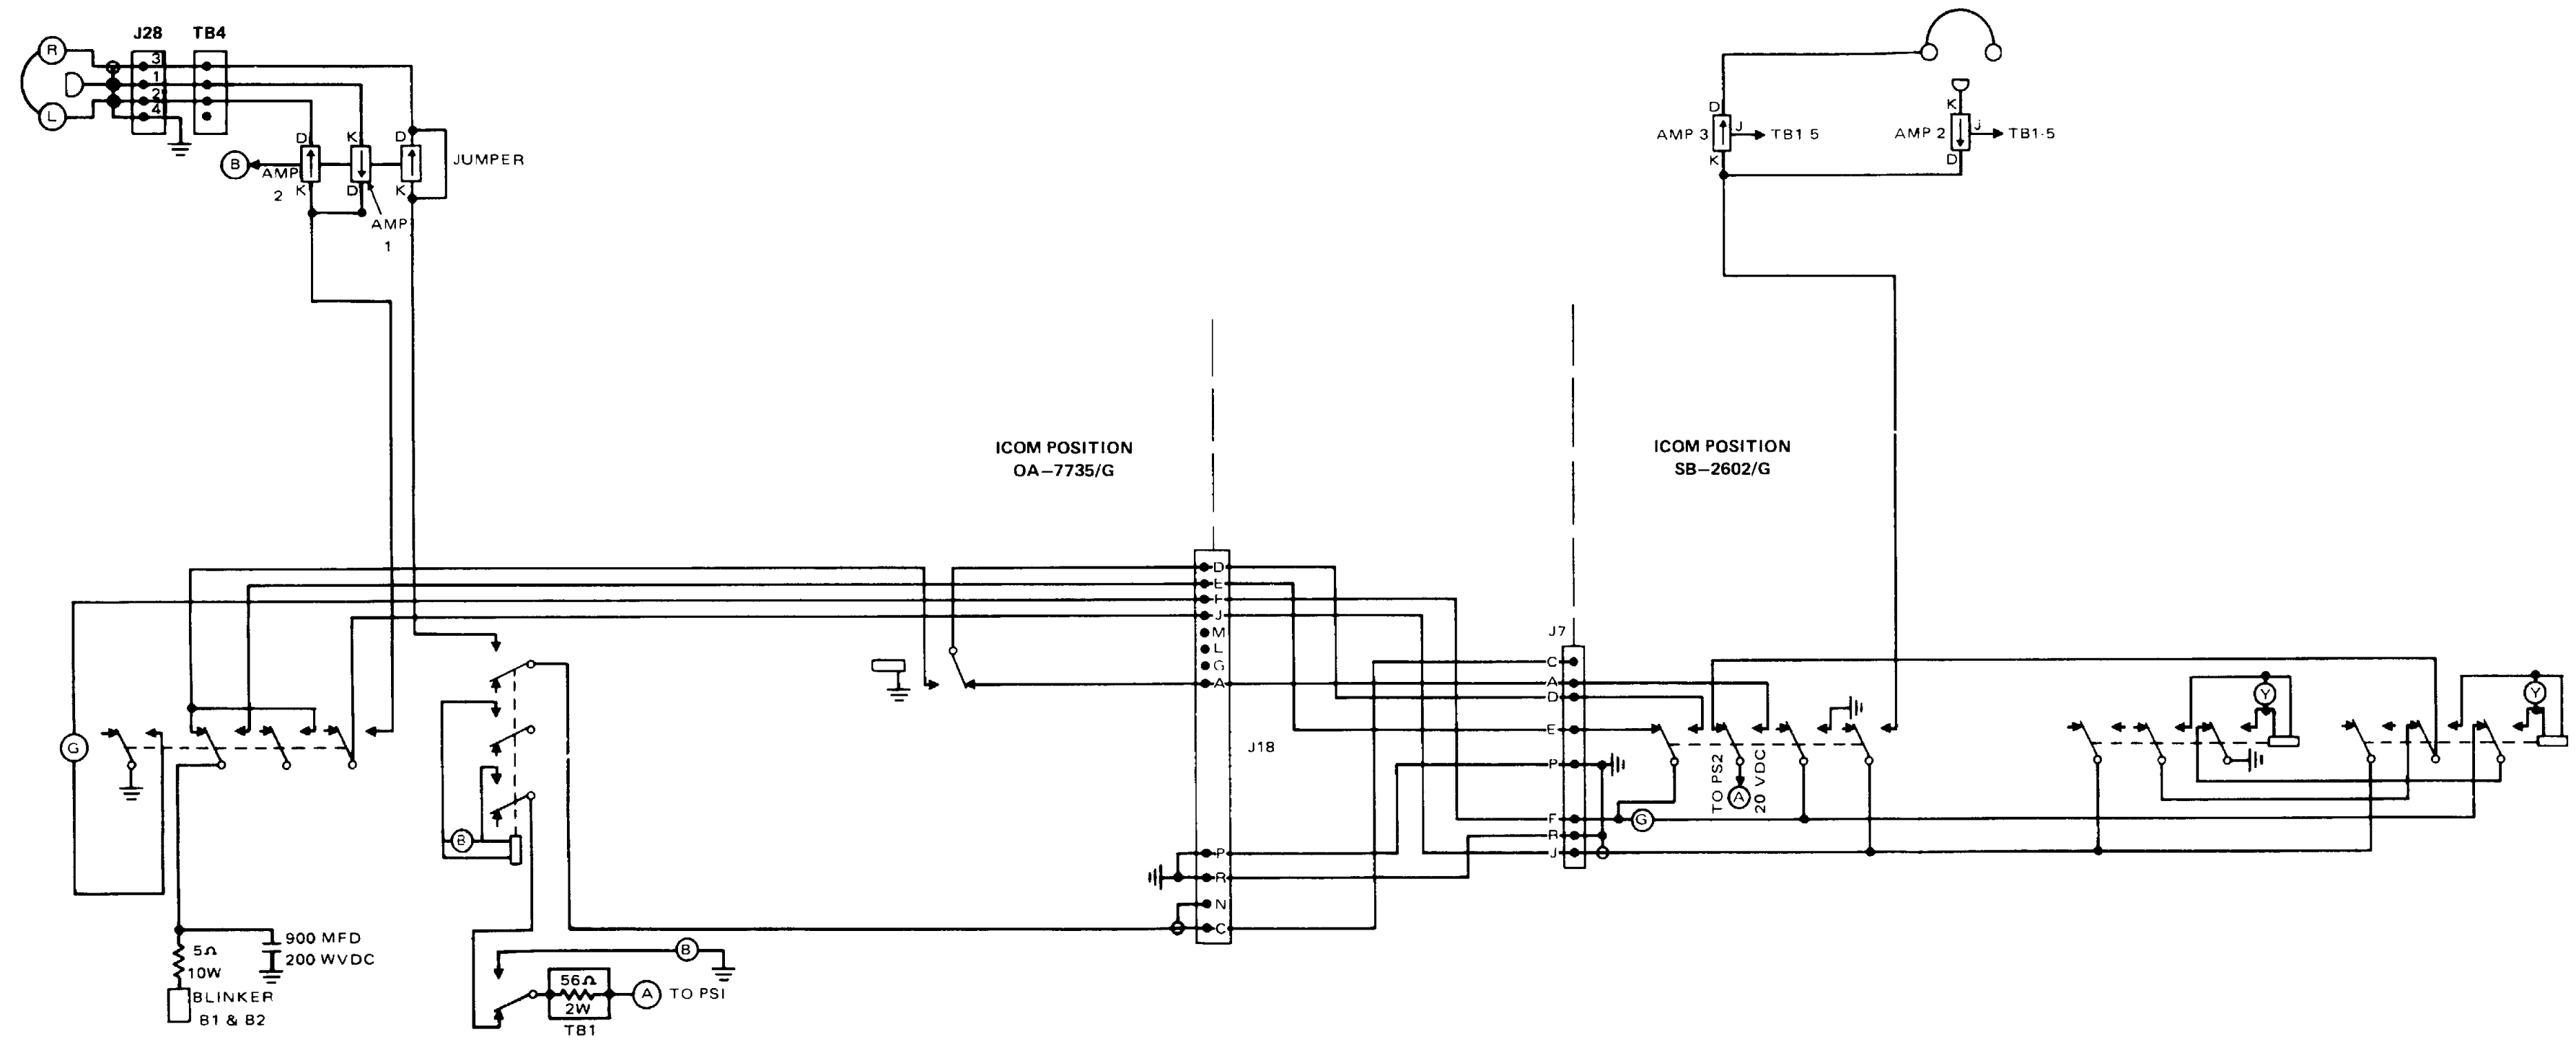 J28 TB4
R
3
1
2
4
L
D K D
B
AMP
2
K D K
JUMPER
AMP
1
D
AMP 3
J
TB1 5
K
K
AMP 2
J
TB1-5
D
ICOM POSITION
OA—7735/G
ICOM POSITION
SB—2602/G
D
E
F
J
M
L
G
A
J18
P
R
N
C
J7
C
A
D
E
P
F
R
J
G
B
G
TO PS2
A
20 VDC
Y
Y
5Ω
10W
900 MFD
200 WVDC
BLINKER
B1 & B2
B
56Ω
2W
TB1
A
TO PSI